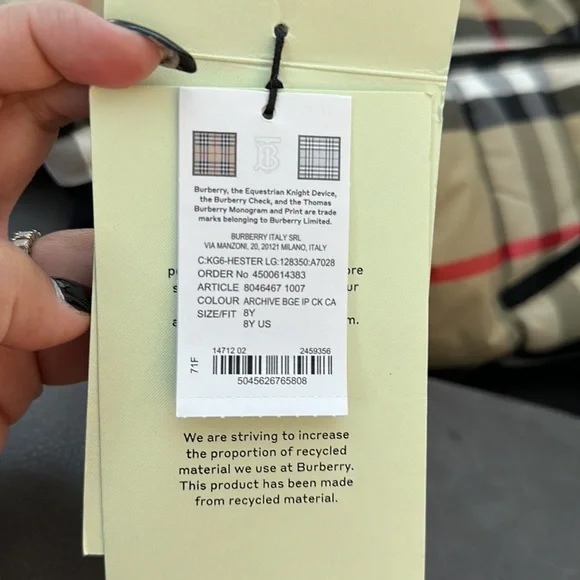 Burberry, the Equestrian Knight Device,
the Burberry Check, and the Thomas
Burberry Monogram and Print are trade
marks belonging to Burberry Limited.
BURBERRY ITALY SRL
VIA MANZONI, 20, 20121 MILANO, ITALY
C:KG6-HESTER LG:128350:A7028
ORDER No 4500614383
ARTICLE 8046467 1007
COLOUR ARCHIVE BGE IP CK CA
SIZE/FIT 8Y
8Y US
14712 02 2459356
71F
5045626765808
We are striving to increase
the proportion of recycled
material we use at Burberry.
This product has been made
from recycled material.